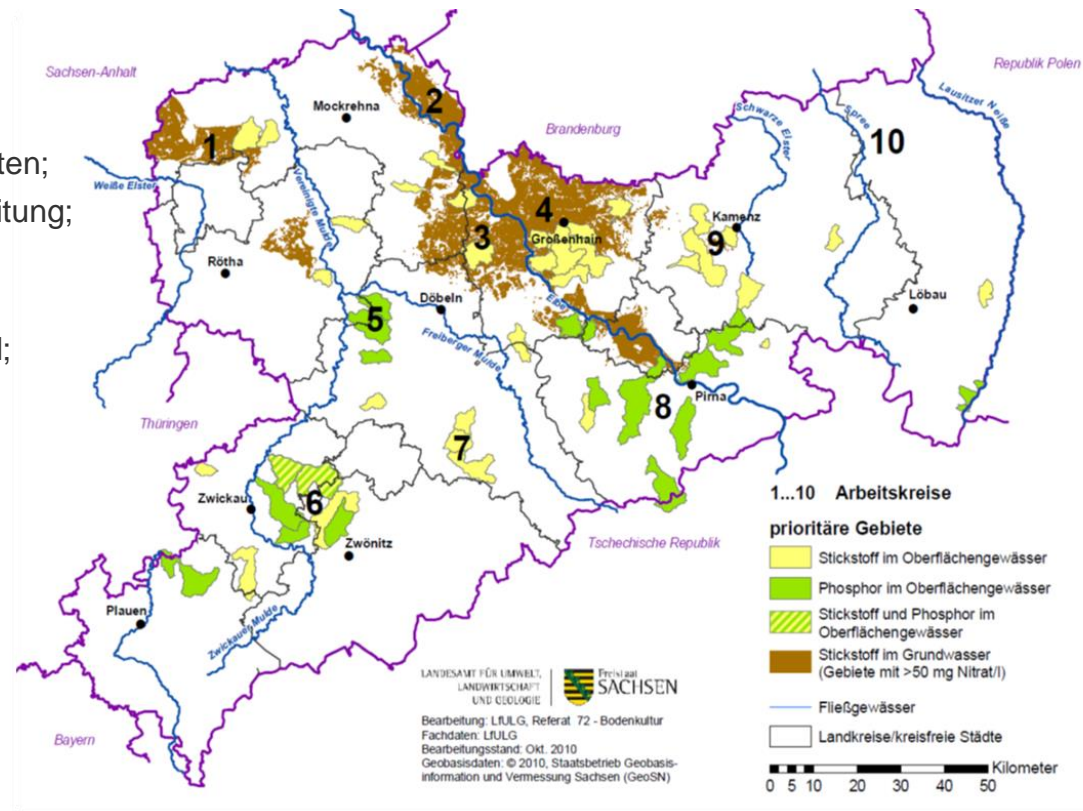 ten;
itung;
l;
Sachsen-Anhalt
Republik Polen
Brandenburg
Thüringen
Tschechische Republik
Bayern
Mockrehna
Weiße Elster
Vereinigte Mulde
Schwarze Elster
Spree
Lausitzer Neiße
Rötha
Döbeln
Freiberger Mulde
Elbe
Großenhain
Kamenz
Löbau
Pirna
Zwickau
Zwönitz
Plauen
Zwickauer Mulde
1
2
3
4
5
6
7
8
9
10
1...10 Arbeitskreise
prioritäre Gebiete
Stickstoff im Oberflächengewässer
Phosphor im Oberflächengewässer
Stickstoff und Phosphor im
Oberflächengewässer
Stickstoff im Grundwasser
(Gebiete mit >50 mg Nitrat/l)
Fließgewässer
Landkreise/kreisfreie Städte
Kilometer
0 5 10 20 30 40 50
LANDESAMT FÜR UMWELT,
LANDWIRTSCHAFT
UND GEOLOGIE
Freistaat
SACHSEN
Bearbeitung: LfULG, Referat 72 - Bodenkultur
Fachdaten: LfULG
Bearbeitungsstand: Okt. 2010
Geobasisdaten: © 2010, Staatsbetrieb Geobasis-
information und Vermessung Sachsen (GeoSN)